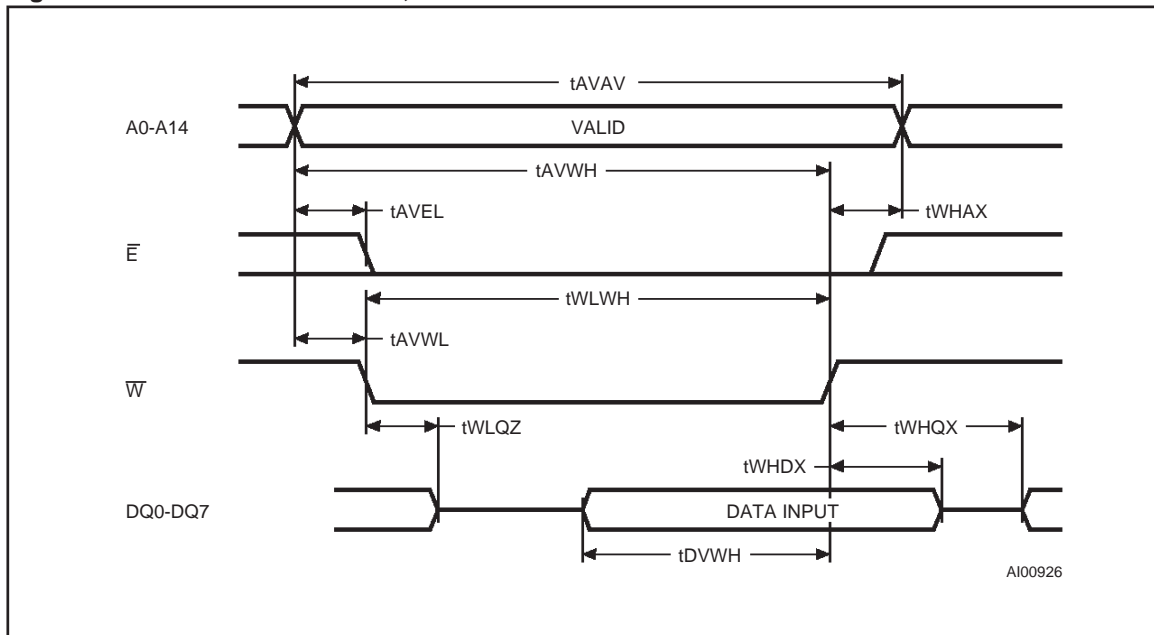 tAVAV
A0-A14
VALID
tAVWH
tAVEL
tWHAX
E̅
tWLWH
tAVWL
W̅
tWLQZ
tWHQX
tWHDX
DQ0-DQ7
DATA INPUT
tDVWH
AI00926